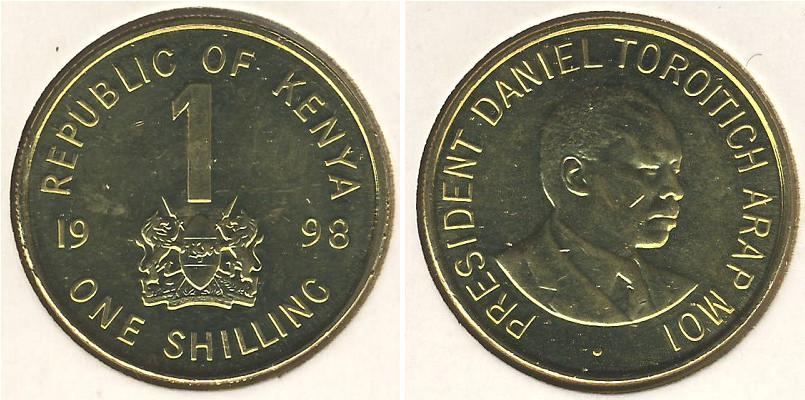 REPUBLIC OF KENYA
1
19 98
ONE SHILLING
PRESIDENT DANIEL TOROITICH ARAP MOI